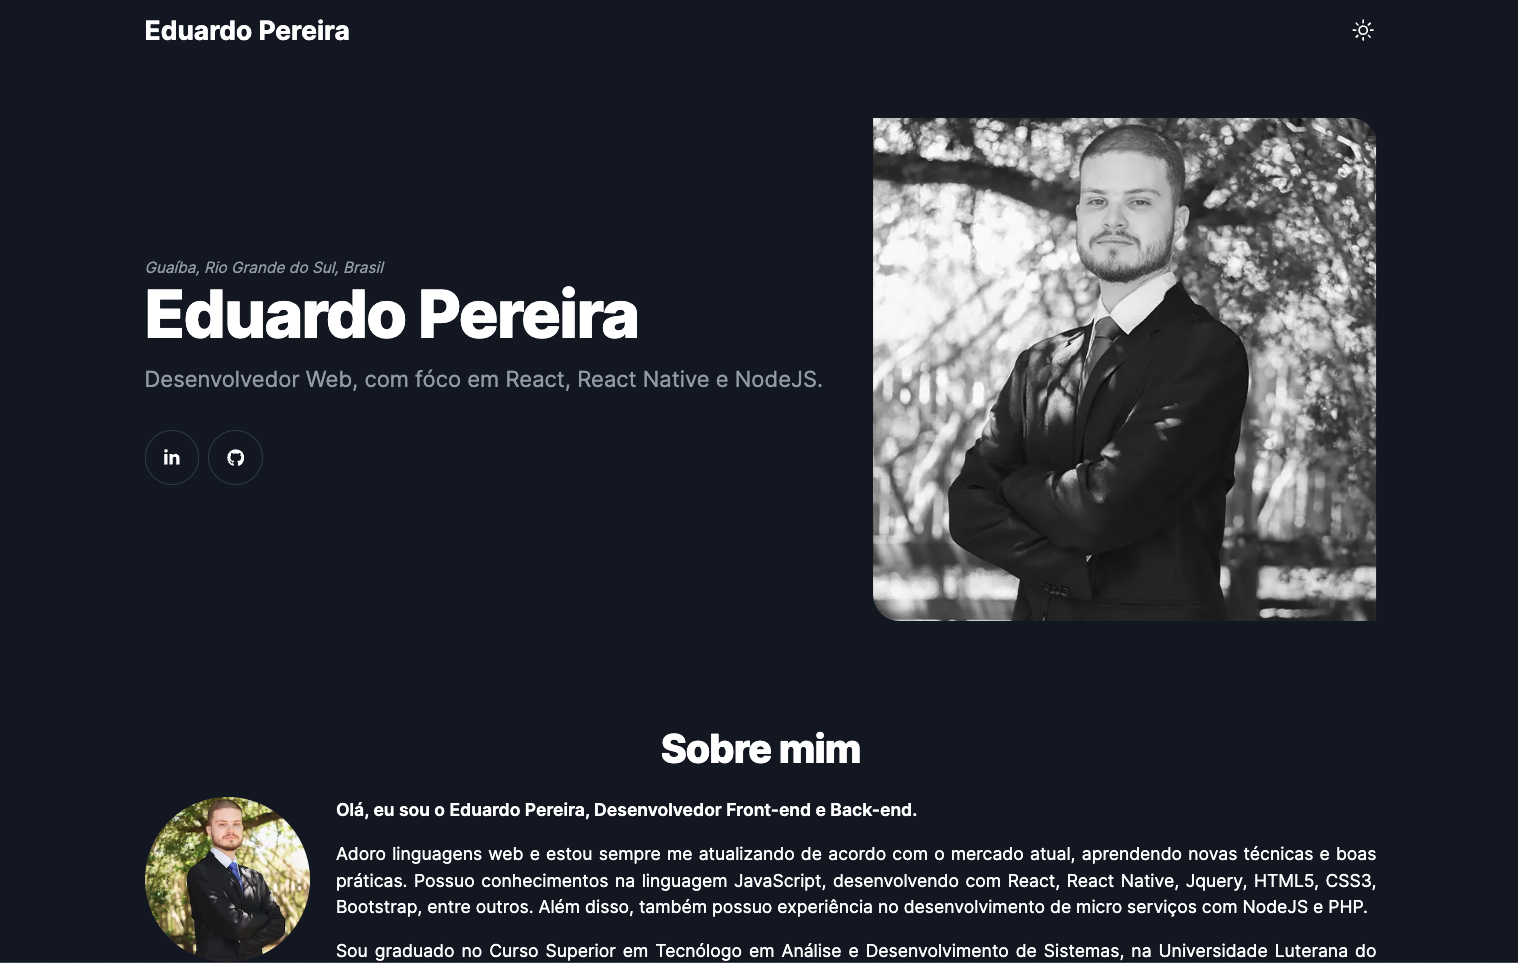 Eduardo Pereira
Guaíba, Rio Grande do Sul, Brasil
Eduardo Pereira
Desenvolvedor Web, com fóco em React, React Native e NodeJS.
in
Sobre mim
Olá, eu sou o Eduardo Pereira, Desenvolvedor Front-end e Back-end.
Adoro linguagens web e estou sempre me atualizando de acordo com o mercado atual, aprendendo novas técnicas e boas
práticas. Possuo conhecimentos na linguagem JavaScript, desenvolvendo com React, React Native, Jquery, HTML5, CSS3,
Bootstrap, entre outros. Além disso, também possuo experiência no desenvolvimento de micro serviços com NodeJS e PHP.
Sou graduado no Curso Superior em Tecnólogo em Análise e Desenvolvimento de Sistemas, na Universidade Luterana do